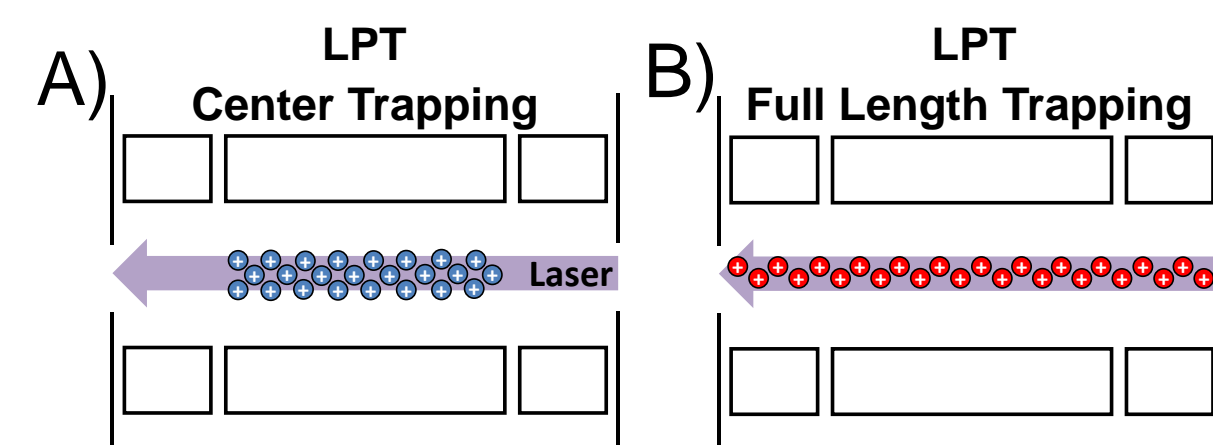 A)
LPT
Center Trapping
+ + + + + + + +
+ + + + + + + +
+ + + + + + + +
Laser
B)
LPT
Full Length Trapping
+ + + + + + + + + + + +
+ + + + + + + + + + + +